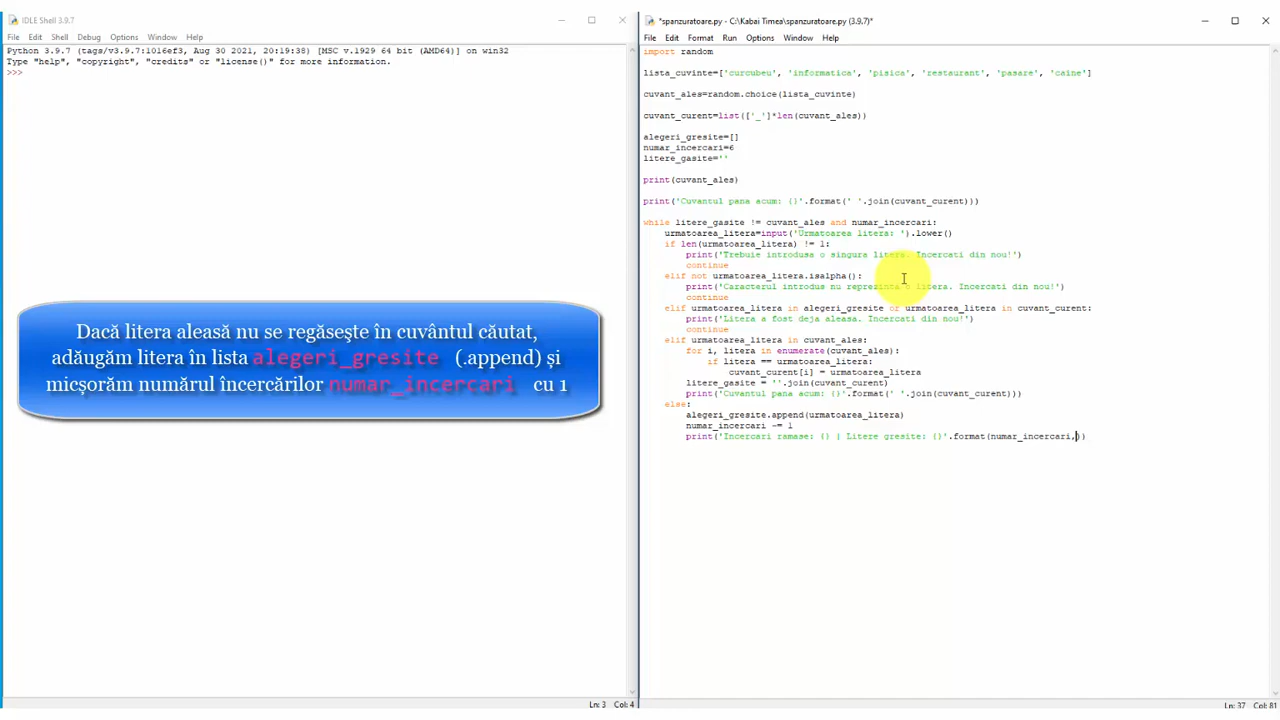 IDLE Shell 3.9.7
File Edit Shell Debug Options Window Help
Python 3.9.7 (tags/v3.9.7:1016ef3, Aug 30 2021, 20:19:38) [MSC v.1929 64 bit (AMD64)] on win32
Type "help", "copyright", "credits" or "license()" for more information.
>>>
Dacă litera aleasă nu se regăsește în cuvântul căutat,
adăugăm litera în lista alegeri_gresite (.append) și
micșorăm numărul încercărilor numar_incercari cu 1
Ln: 3 Col: 4
*spanzuratoare.py - C:\Kabai Timea\spanzuratoare.py (3.9.7)*
File Edit Format Run Options Window Help
import random
lista_cuvinte=['curcubeu', 'informatica', 'pisica', 'restaurant', 'pasare', 'caine']
cuvant_ales=random.choice(lista_cuvinte)
cuvant_curent=list(['_']*len(cuvant_ales))
alegeri_gresite=[]
numar_incercari=6
litere_gasite=''
print(cuvant_ales)
print('Cuvantul pana acum: {}'.format(' '.join(cuvant_curent)))
while litere_gasite != cuvant_ales and numar_incercari:
    urmatoarea_litera=input('Urmatoarea litera: ').lower()
    if len(urmatoarea_litera) != 1:
        print('Trebuie introdusa o singura litera. Incercati din nou!')
        continue
    elif not urmatoarea_litera.isalpha():
        print('Caracterul introdus nu reprezinta o litera. Incercati din nou!')
        continue
    elif urmatoarea_litera in alegeri_gresite or urmatoarea_litera in cuvant_curent:
        print('Litera a fost deja aleasa. Incercati din nou!')
        continue
    elif urmatoarea_litera in cuvant_ales:
        for i, litera in enumerate(cuvant_ales):
            if litera == urmatoarea_litera:
                cuvant_curent[i] = urmatoarea_litera
        litere_gasite = ''.join(cuvant_curent)
        print('Cuvantul pana acum: {}'.format(' '.join(cuvant_curent)))
    else:
        alegeri_gresite.append(urmatoarea_litera)
        numar_incercari -= 1
        print('Incercari ramase: {} | Litere gresite: {}'.format(numar_incercari,))
Ln: 37 Col: 81